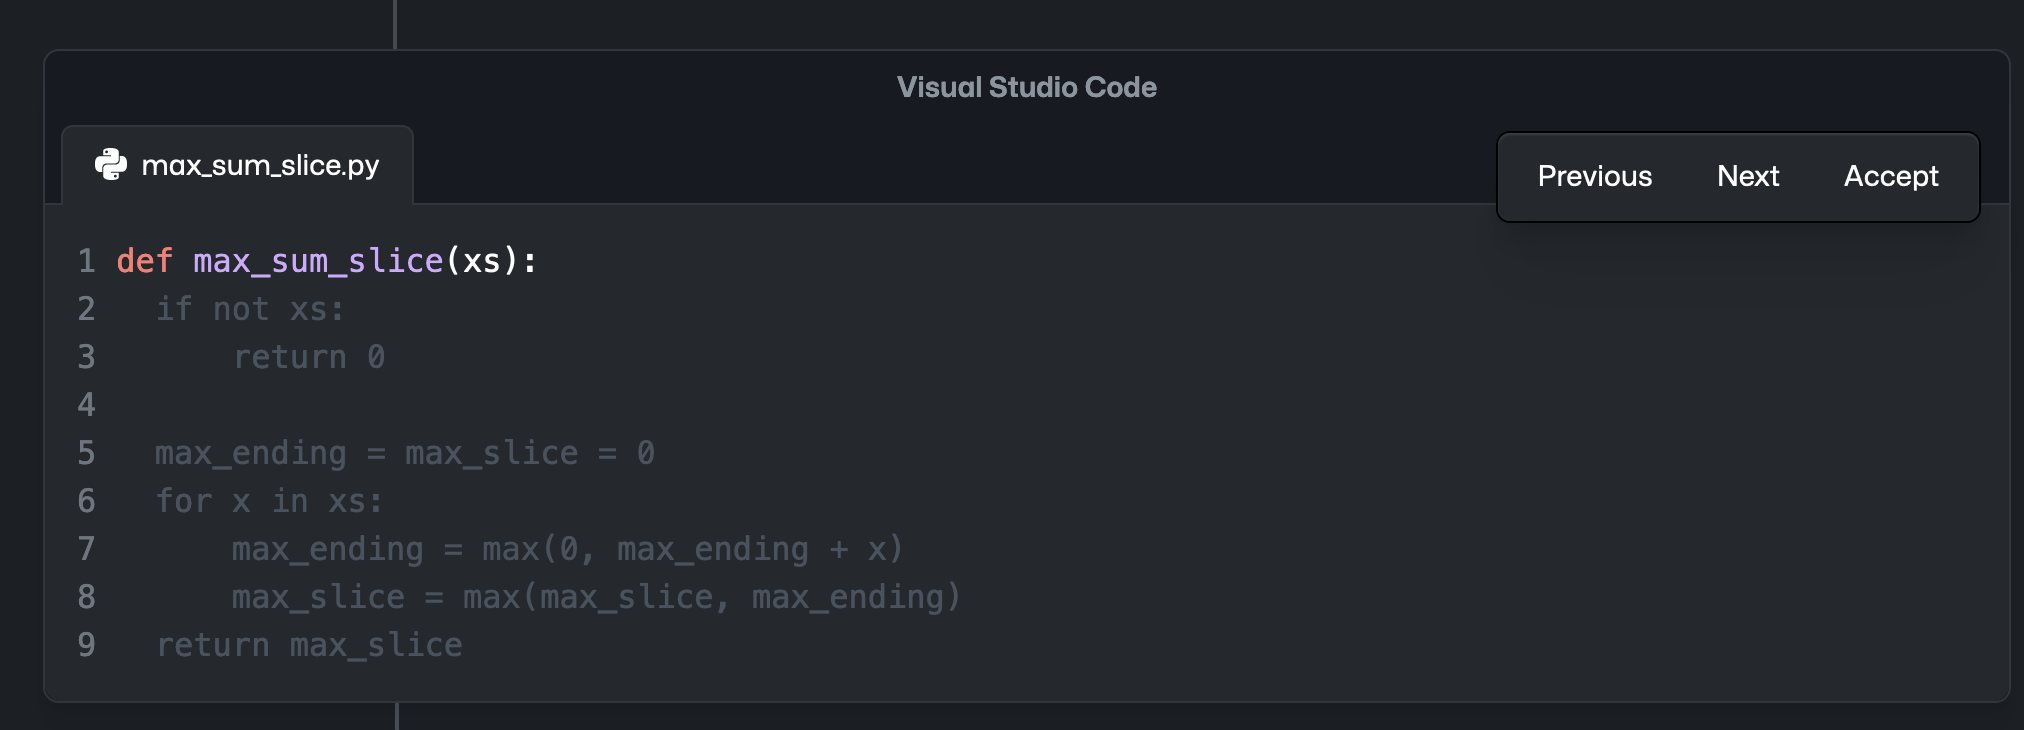 Visual Studio Code
max_sum_slice.py
Previous Next Accept
1 def max_sum_slice(xs):
2   if not xs:
3       return 0
4
5   max_ending = max_slice = 0
6   for x in xs:
7       max_ending = max(0, max_ending + x)
8       max_slice = max(max_slice, max_ending)
9   return max_slice